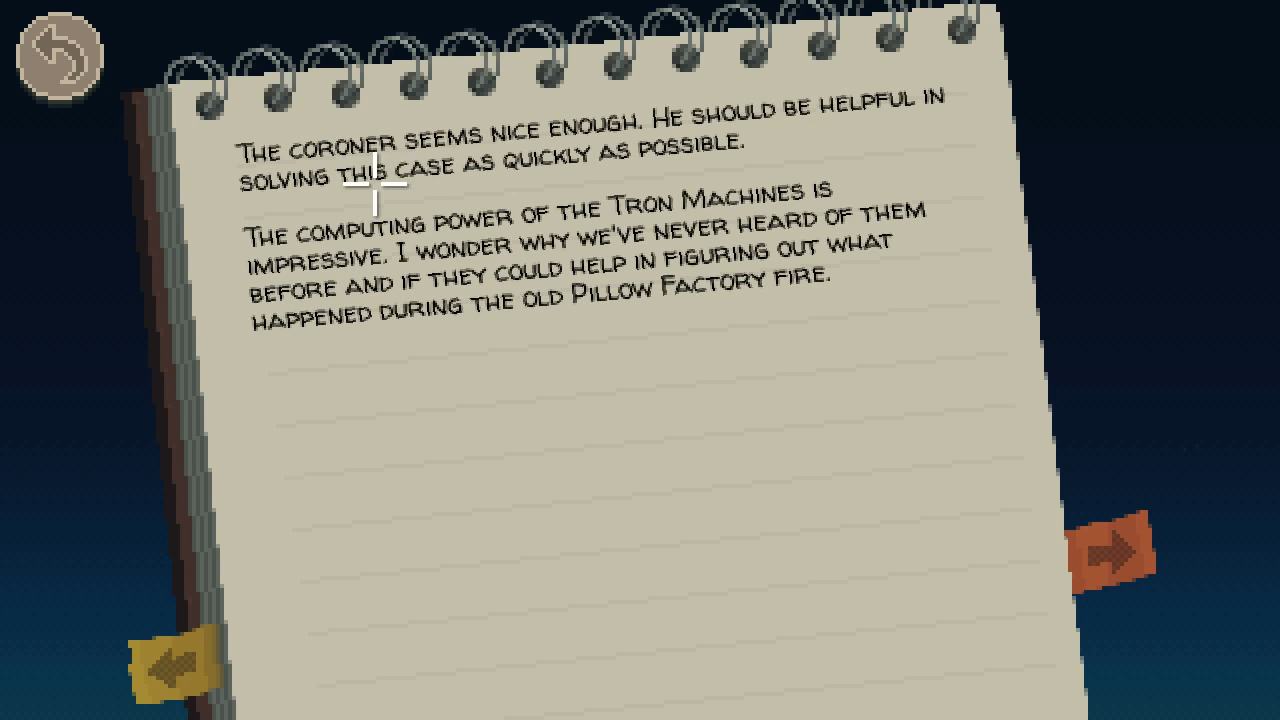 The coroner seems nice enough. He should be helpful in
solving this case as quickly as possible.
The computing power of the Tron Machines is
impressive. I wonder why we've never heard of them
before and if they could help in figuring out what
happened during the old Pillow Factory fire.